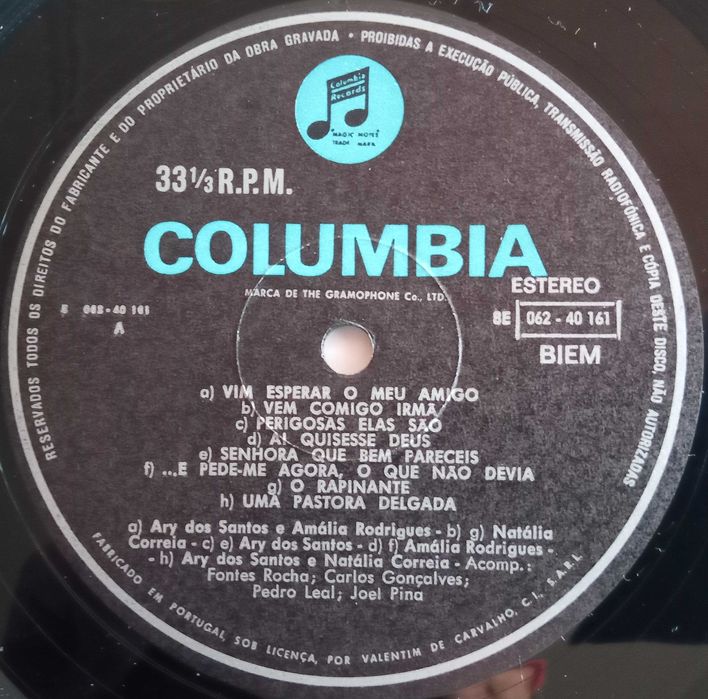 RESERVADOS TODOS OS DIREITOS DO FABRICANTE E DO PROPRIETÁRIO DA OBRA GRAVADA • PROIBIDAS A EXECUÇÃO PÚBLICA, TRANSMISSÃO RADIOFÓNICA E CÓPIA DESTE DISCO, NÃO AUTORIZADAS
Columbia
Records
"MAGIC NOTES"
TRADE MARK
33 1/3 R.P.M.
COLUMBIA
MARCA DE THE GRAMOPHONE Co., LTD.
ESTEREO
E 062-40 161
A
8E 062 - 40 161
BIEM
a) VIM ESPERAR O MEU AMIGO
b) VEM COMIGO IRMÃ
c) PERIGOSAS ELAS SÃO
d) AI QUISESSE DEUS
e) SENHORA QUE BEM PARECEIS
f) ...E PEDE-ME AGORA, O QUE NÃO DEVIA
g) O RAPINANTE
h) UMA PASTORA DELGADA
a) Ary dos Santos e Amália Rodrigues - b) g) Natália
Correia - c) e) Ary dos Santos - d) f) Amália Rodrigues -
- h) Ary dos Santos e Natália Correia - Acomp.:
Fontes Rocha; Carlos Gonçalves;
Pedro Leal; Joel Pina
FABRICADO EM PORTUGAL, SOB LICENÇA, POR VALENTIM DE CARVALHO, C.I., S.A.R.L.